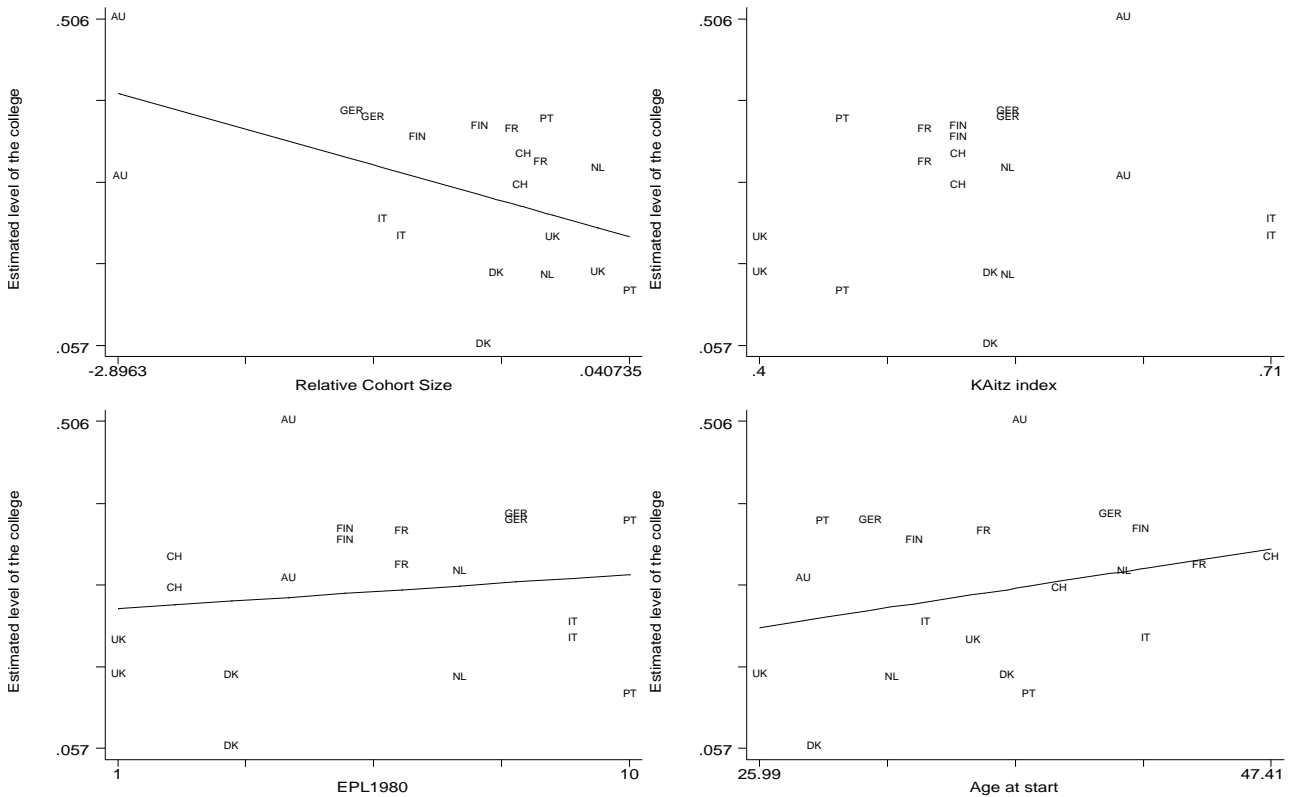 Estimated level of the college
.506
.057
AU
AU
GER
GER
FIN
FIN
FR
PT
CH
FR
NL
CH
IT
IT
UK
DK
NL
UK
PT
DK
-2.8963
.040735
Relative Cohort Size
Estimated level of the college
AU
PT
GER
GER
FR
FIN
FIN
CH
FR
NL
CH
AU
IT
UK
IT
UK
DK
NL
PT
DK
.4
.71
KAitz index
Estimated level of the college
.506
.057
AU
GER
GER
PT
FIN
FR
FIN
CH
FR
NL
AU
CH
IT
UK
IT
UK
DK
NL
PT
DK
1
10
EPL1980
Estimated level of the college
.506
.057
AU
PT
GER
GER
FIN
FR
FIN
CH
FR
NL
AU
CH
IT
UK
IT
UK
NL
DK
PT
DK
25.99
47.41
Age at start